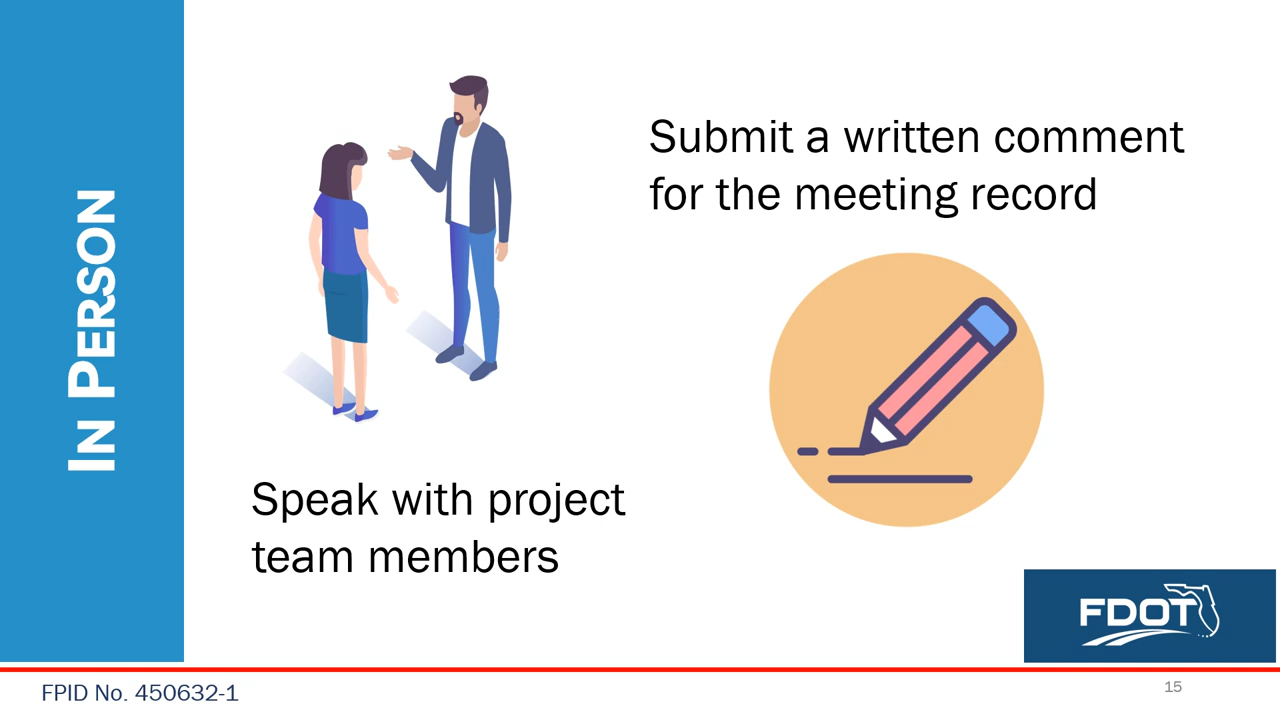 IN PERSON
Submit a written comment
for the meeting record
Speak with project
team members
FDOT
FPID No. 450632-1
15